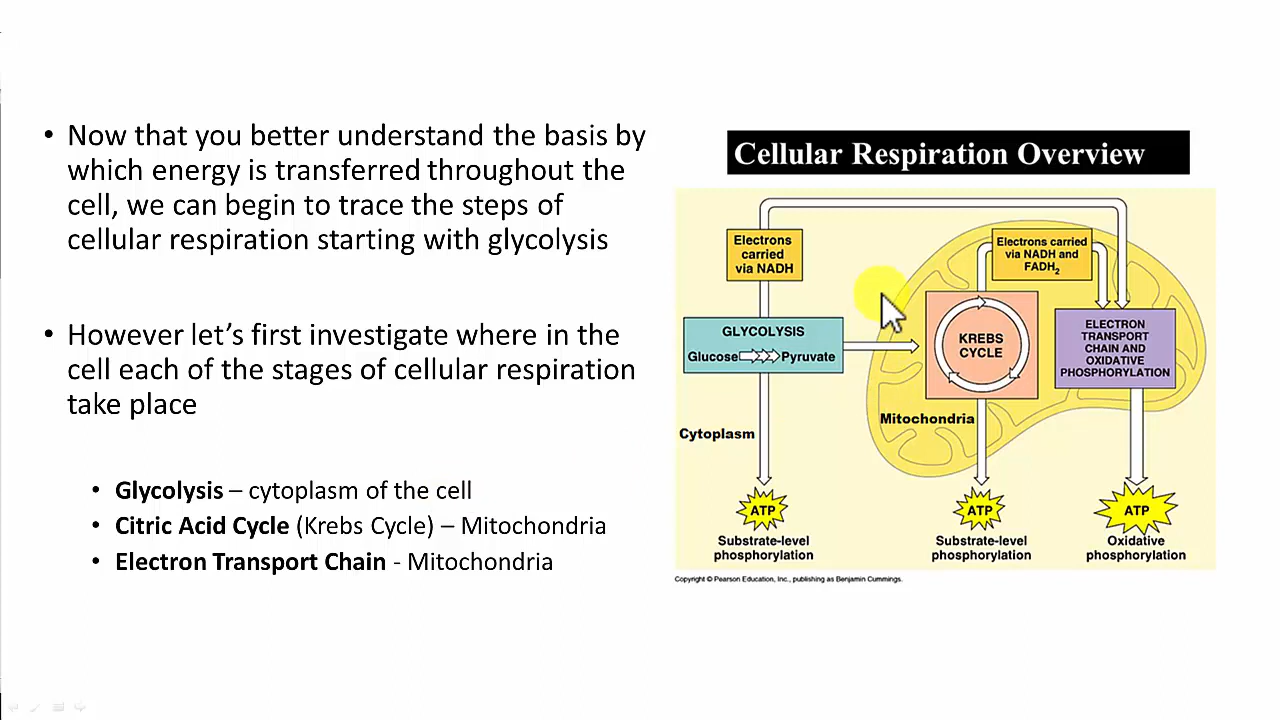 • Now that you better understand the basis by
which energy is transferred throughout the
cell, we can begin to trace the steps of
cellular respiration starting with glycolysis
• However let's first investigate where in the
cell each of the stages of cellular respiration
take place
• Glycolysis – cytoplasm of the cell
• Citric Acid Cycle (Krebs Cycle) – Mitochondria
• Electron Transport Chain - Mitochondria
Cellular Respiration Overview
Electrons
carried
via NADH
Electrons carried
via NADH and
FADH₂
GLYCOLYSIS
Glucose Pyruvate
KREBS
CYCLE
ELECTRON
TRANSPORT
CHAIN AND
OXIDATIVE
PHOSPHORYLATION
Mitochondria
Cytoplasm
ATP
Substrate-level
phosphorylation
ATP
Substrate-level
phosphorylation
ATP
Oxidative
phosphorylation
Copyright © Pearson Education, Inc., publishing as Benjamin Cummings.